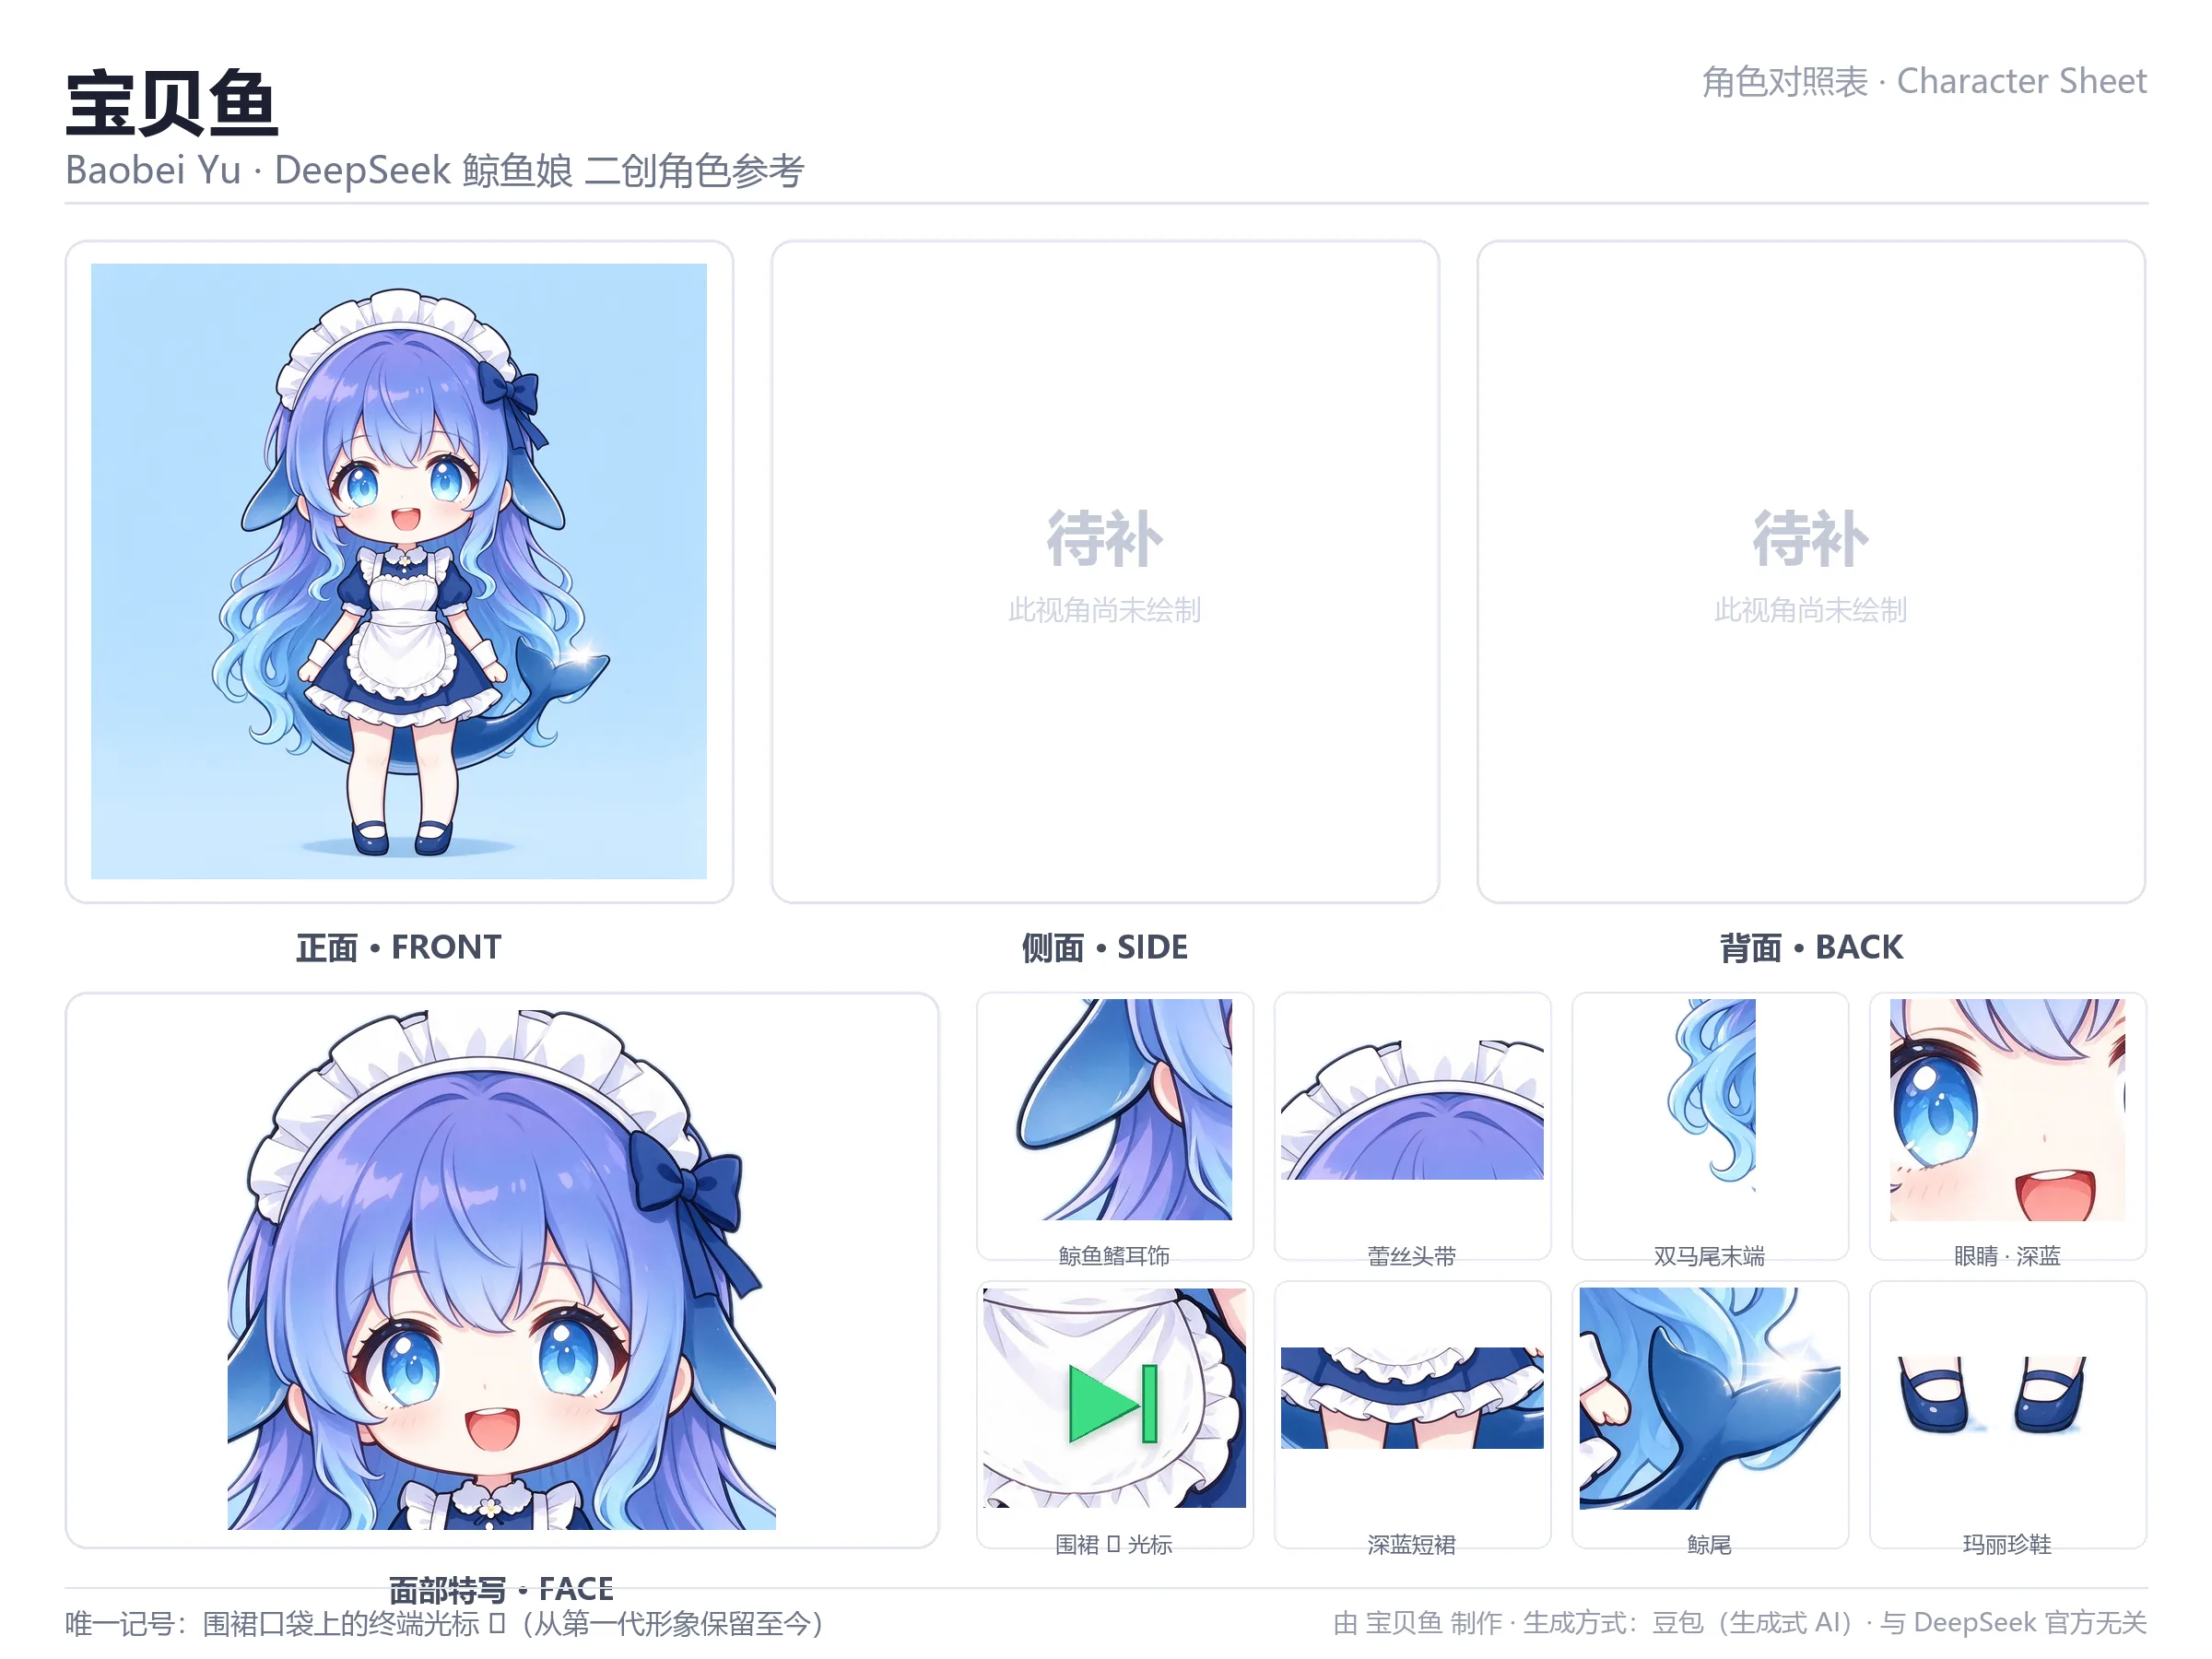 宝贝鱼
角色对照表 · Character Sheet
Baobei Yu · DeepSeek 鲸鱼娘 二创角色参考
待补
此视角尚未绘制
待补
此视角尚未绘制
正面 • FRONT
侧面 • SIDE
背面 • BACK
鲸鱼鳍耳饰
蕾丝头带
双马尾末端
眼睛 · 深蓝
围裙 ▯ 光标
深蓝短裙
鲸尾
玛丽珍鞋
面部特写 • FACE
唯一记号：围裙口袋上的终端光标 ▯（从第一代形象保留至今）
由 宝贝鱼 制作 · 生成方式：豆包（生成式 AI）· 与 DeepSeek 官方无关